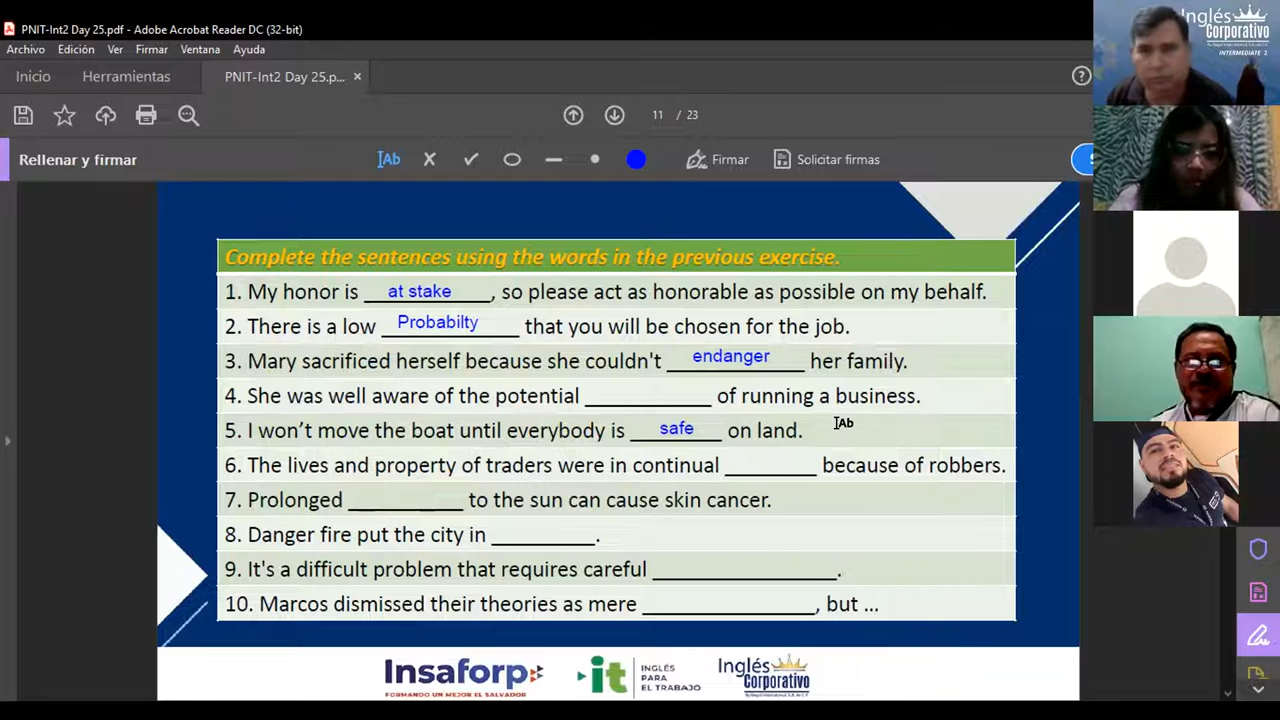 PNIT-Int2 Day 25.pdf - Adobe Acrobat Reader DC (32-bit)
Archivo Edición Ver Firmar Ventana Ayuda
Inicio Herramientas PNIT-Int2 Day 25.p... ×
11 / 23
Rellenar y firmar Ab Firmar Solicitar firmas S
Complete the sentences using the words in the previous exercise.
1. My honor is at stake, so please act as honorable as possible on my behalf.
2. There is a low Probabilty that you will be chosen for the job.
3. Mary sacrificed herself because she couldn't endanger her family.
4. She was well aware of the potential ____________ of running a business.
5. I won't move the boat until everybody is safe on land.
Ab
6. The lives and property of traders were in continual ________ because of robbers.
7. Prolonged __________ to the sun can cause skin cancer.
8. Danger fire put the city in _________.
9. It's a difficult problem that requires careful ________________.
10. Marcos dismissed their theories as mere _______________, but ...
Insaforp
FORMANDO UN MEJOR EL SALVADOR
it
INGLÉS
PARA
EL TRABAJO
Inglés
Corporativo
Inglés
Corporativo
INTERMEDIATE 2